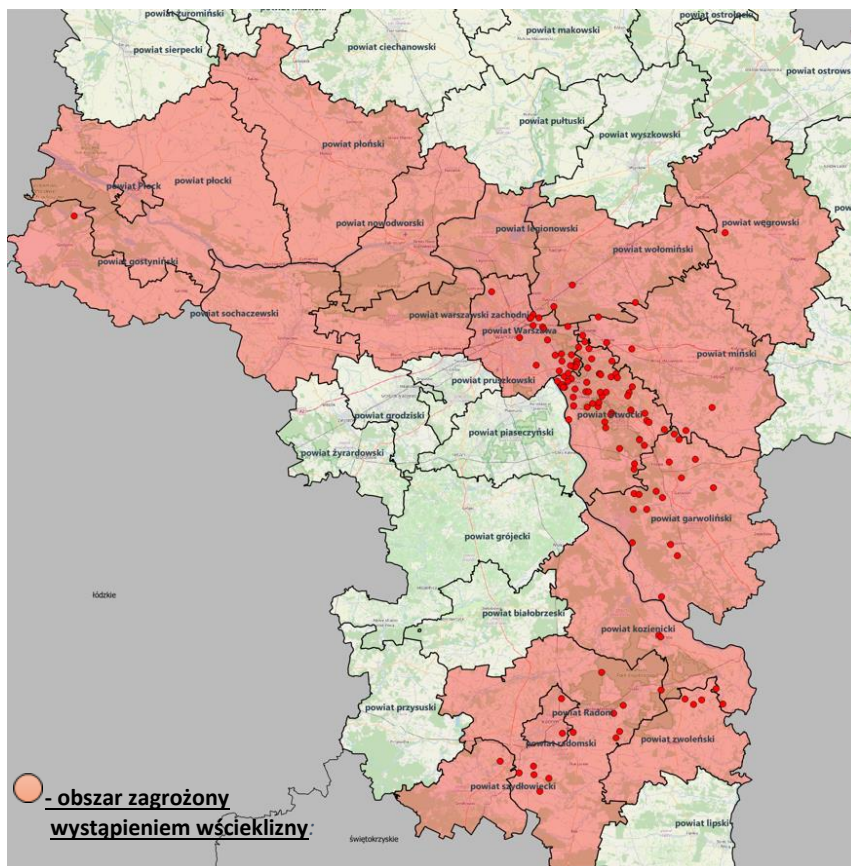 powiat żuromiński
powiat sierpecki
powiat ciechanowski
powiat makowski
powiat ostrołęcki
powiat ostrows
powiat pułtuski
powiat wyszkowski
powiat płoński
powiat płocki
powiat Płock
powiat nowodworski
powiat legionowski
powiat węgrowski
powiat wołomiński
powiat gostyniński
powiat sochaczewski
powiat warszawski zachodni
powiat Warszawa
powiat miński
powiat pruszkowski
powiat grodziski
powiat otwocki
powiat piaseczyński
powiat żyrardowski
powiat garwoliński
powiat grójecki
łódzkie
powiat białobrzeski
powiat kozienicki
powiat przysuski
powiat Radom
powiat radomski
powiat zwoleński
powiat szydłowiecki
- obszar zagrożony
wystąpieniem wścieklizny
powiat lipski
świętokrzyskie